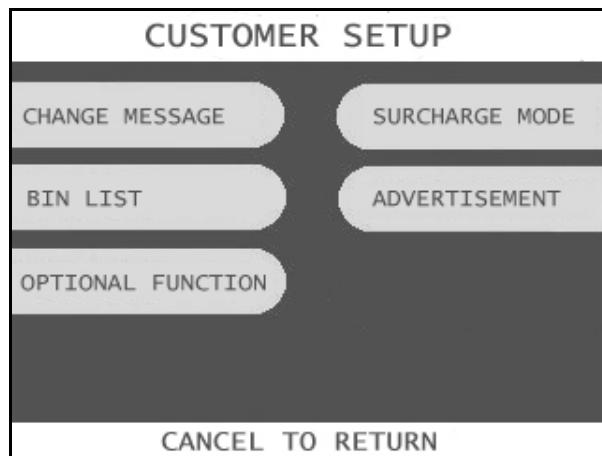 CUSTOMER SETUP
CHANGE MESSAGE
SURCHARGE MODE
BIN LIST
ADVERTISEMENT
OPTIONAL FUNCTION
CANCEL TO RETURN